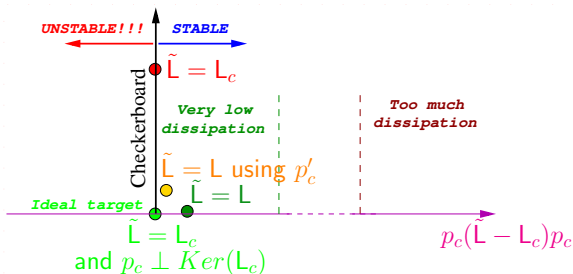 UNSTABLE!!! STABLE
L̃ = L_c
Checkerboard
Very low
dissipation
Too much
dissipation
L̃ = L using p'_c
L̃ = L
Ideal target
L̃ = L_c
and p_c ⊥ Ker(L_c)
p_c(L̃ − L_c)p_c